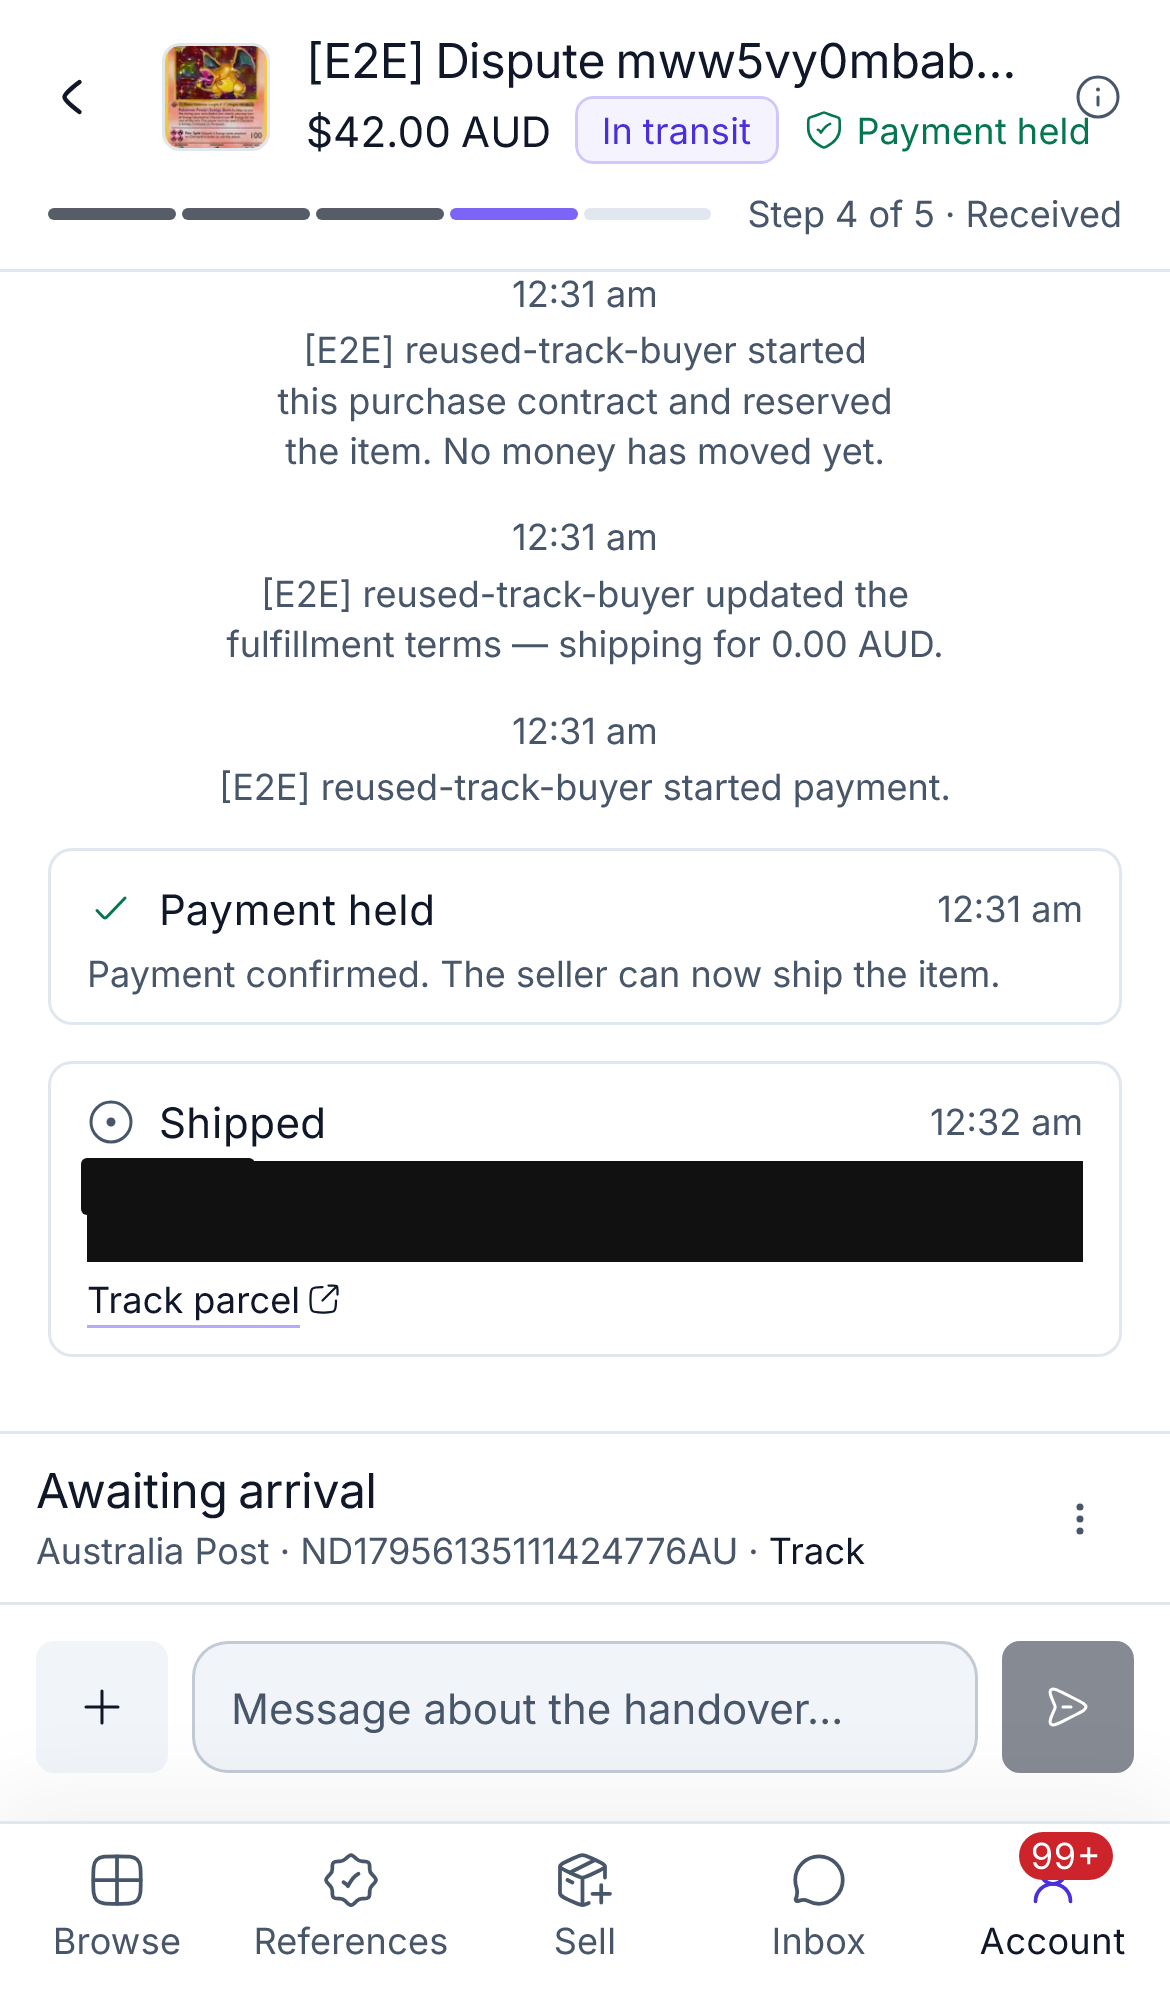 [E2E] Dispute mww5vy0mbab...
$42.00 AUD In transit Payment held
Step 4 of 5 · Received
12:31 am
[E2E] reused-track-buyer started
this purchase contract and reserved
the item. No money has moved yet.
12:31 am
[E2E] reused-track-buyer updated the
fulfillment terms — shipping for 0.00 AUD.
12:31 am
[E2E] reused-track-buyer started payment.
Payment held 12:31 am
Payment confirmed. The seller can now ship the item.
Shipped 12:32 am
Track parcel
Awaiting arrival
Australia Post · ND17956135111424776AU · Track
Message about the handover...
99+
Browse References Sell Inbox Account